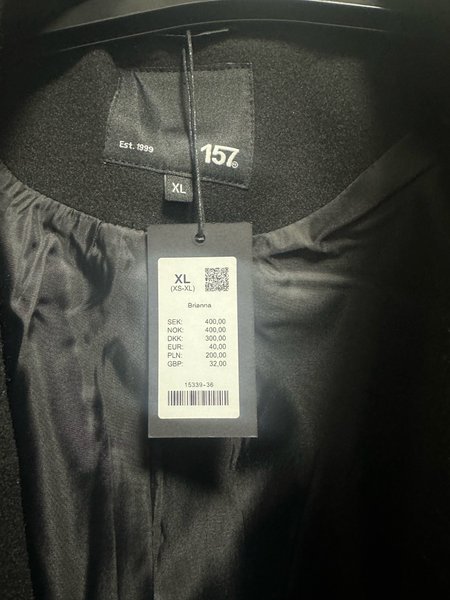 Est. 1999
157
XL
XL
(XS-XL)
Brianna
SEK: 400,00
NOK: 400,00
DKK: 300,00
EUR: 40,00
PLN: 200,00
GBP: 32,00
15339-36